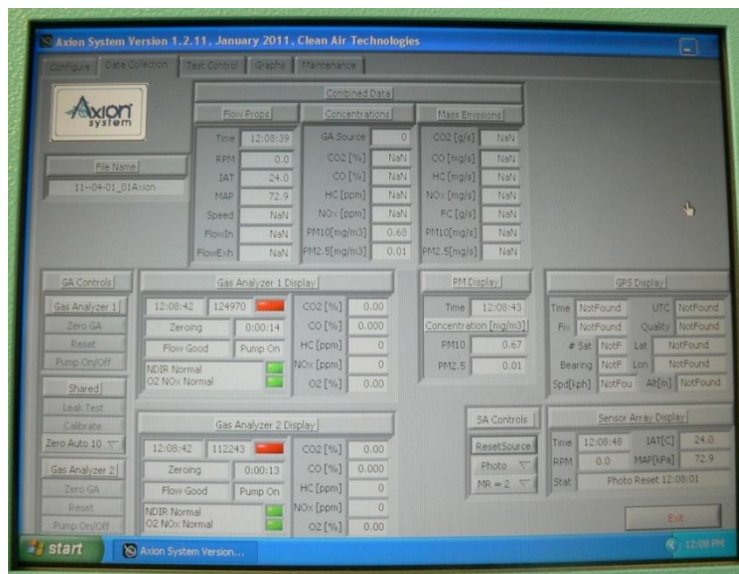 Axion System Version 1.2.11, January 2011, Clean Air Technologies
Configure Data Collection Test Control Graphs Maintenance
Axion system
File Name
11--04-01_01Axion
Combined Data
Flow Props
Time 12:08:39
RPM 0.0
IAT 24.0
MAP 72.9
Speed NaN
FlowIn NaN
FlowExh NaN
Concentrations
GA Source 0
CO2 [%] NaN
CO [%] NaN
HC [ppm] NaN
NOx [ppm] NaN
PM10[mg/m3] 0.68
PM2.5[mg/m3] 0.01
Mass Emissions
CO2 [g/s] NaN
CO [mg/s] NaN
HC [mg/s] NaN
NOx [mg/s] NaN
FC [g/s] NaN
PM10[mg/s] NaN
PM2.5[mg/s] NaN
GA Controls
Gas Analyzer 1
Zero GA
Reset
Pump On/Off
Shared
Leak Test
Calibrate
Zero Auto 10
Gas Analyzer 2
Zero GA
Reset
Pump On/Off
Gas Analyzer 1 Display
12:08:42 124970
Zeroing 0:00:14
Flow Good Pump On
NDIR Normal
O2 NOx Normal
CO2 [%] 0.00
CO [%] 0.000
HC [ppm] 0
NOx [ppm] 0
O2 [%] 0.00
Gas Analyzer 2 Display
12:08:42 112243
Zeroing 0:00:13
Flow Good Pump On
NDIR Normal
O2 NOx Normal
CO2 [%] 0.00
CO [%] 0.000
HC [ppm] 0
NOx [ppm] 0
O2 [%] 0.00
PM Display
Time 12:08:43
Concentration [mg/m3]
PM10 0.67
PM2.5 0.01
GPS Display
Time NotFound UTC NotFound
Fix NotFound Quality NotFound
# Sat NotF Lat NotFound
Bearing NotF Lon NotFound
Spd[kph] NotFou Alt[m] NotFound
SA Controls
ResetSource
Photo
MR = 2
Sensor Array Display
Time 12:08:48 IAT[C] 24.0
RPM 0.0 MAP[kPa] 72.9
Stat Photo Reset 12:08:01
Exit
start Axion System Version... 12:08 PM